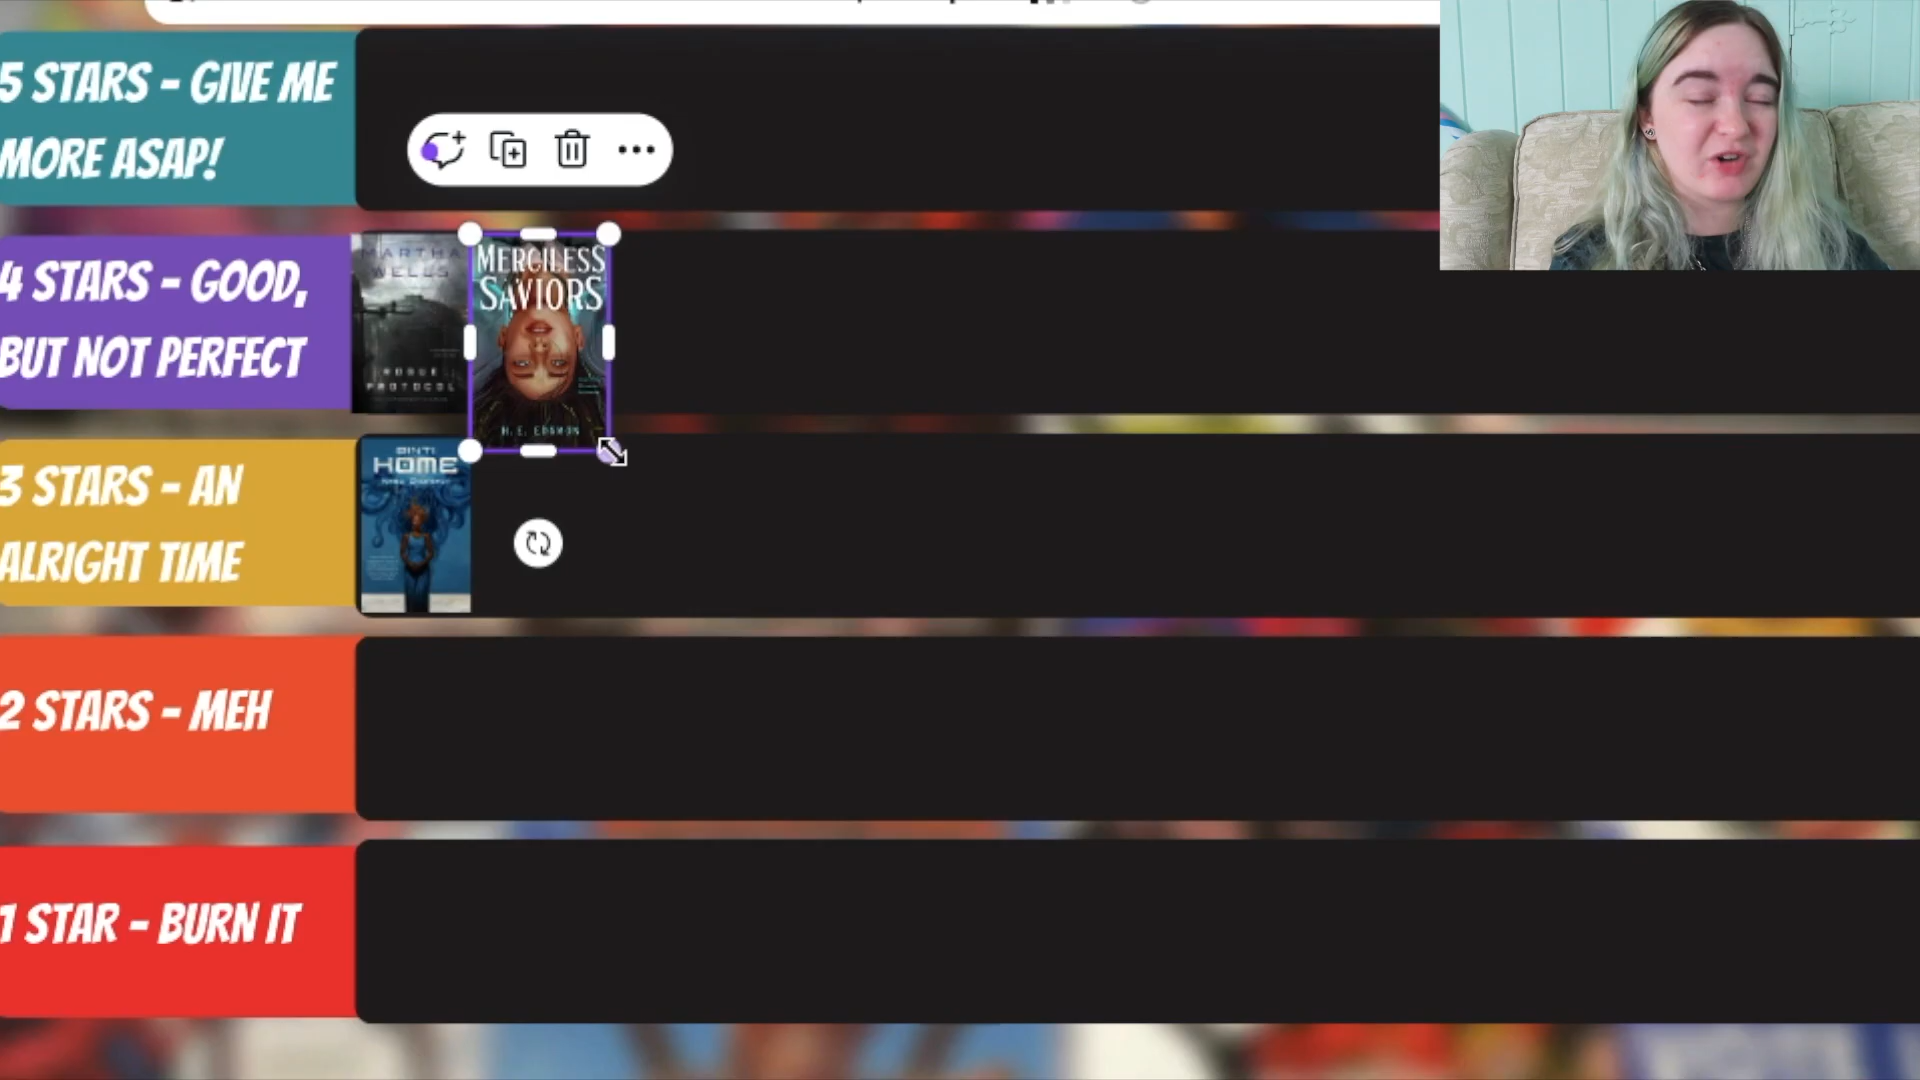 5 STARS - GIVE ME
MORE ASAP!
4 STARS - GOOD,
BUT NOT PERFECT
MARTHA
WELLS
ROGUE
PROTOCOL
MERCILESS
SAVIORS
H. E. EDGMON
3 STARS - AN
ALRIGHT TIME
BINTI
HOME
2 STARS - MEH
1 STAR - BURN IT